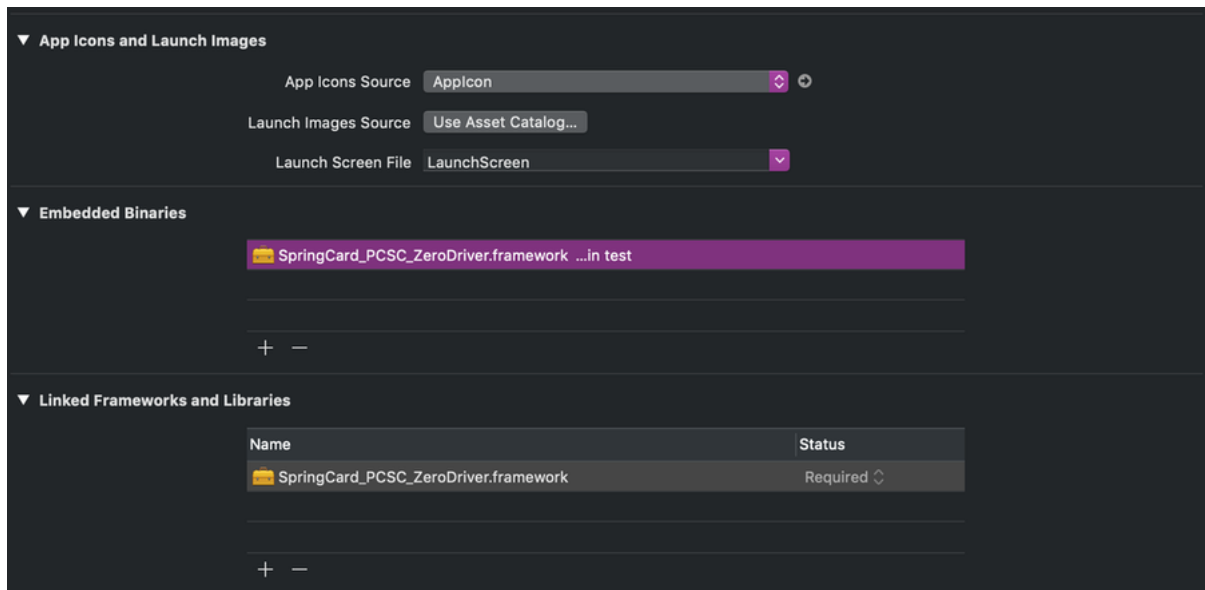 App Icons and Launch Images
App Icons Source AppIcon
Launch Images Source Use Asset Catalog...
Launch Screen File LaunchScreen
Embedded Binaries
SpringCard_PCSC_ZeroDriver.framework ...in test
+ −
Linked Frameworks and Libraries
Name Status
SpringCard_PCSC_ZeroDriver.framework Required
+ −